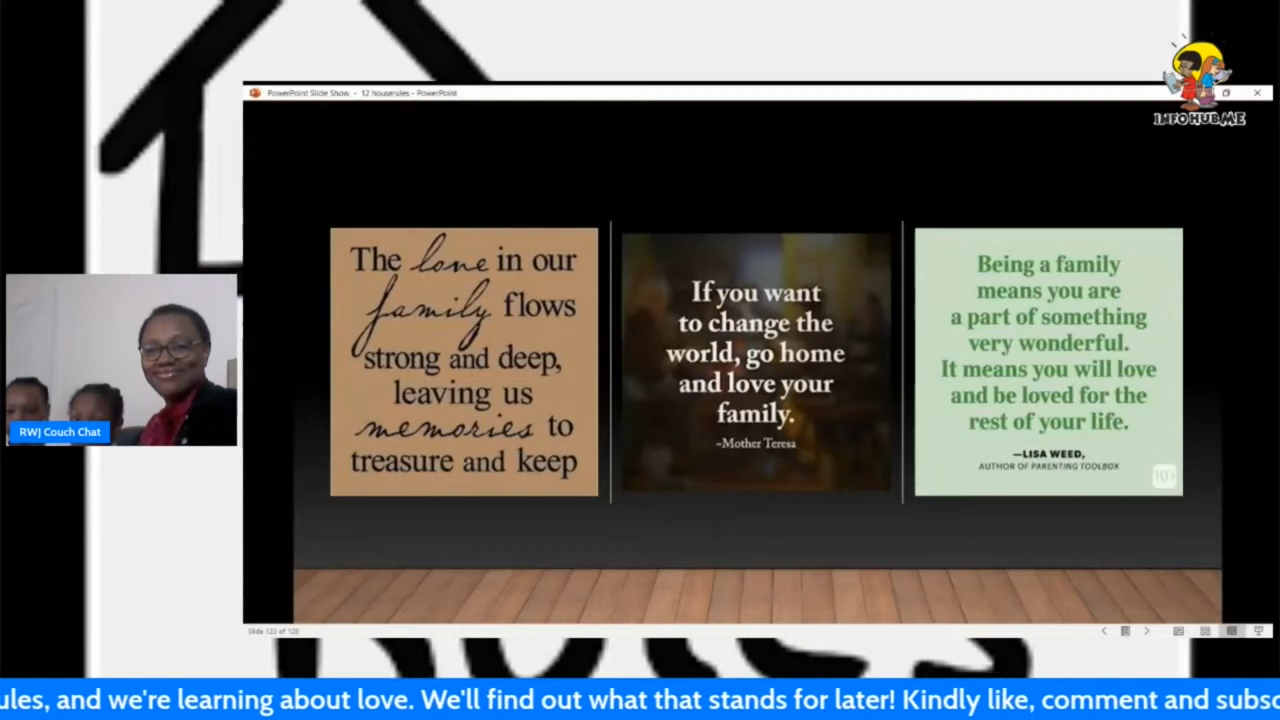 PowerPoint Slide Show - 12 houserules - PowerPoint
INFO HUB.ME
The love in our
family flows
strong and deep,
leaving us
memories to
treasure and keep
If you want
to change the
world, go home
and love your
family.
~Mother Teresa
Being a family
means you are
a part of something
very wonderful.
It means you will love
and be loved for the
rest of your life.
—LISA WEED,
AUTHOR OF PARENTING TOOLBOX
RWJ Couch Chat
ules, and we're learning about love. We'll find out what that stands for later! Kindly like, comment and subsc